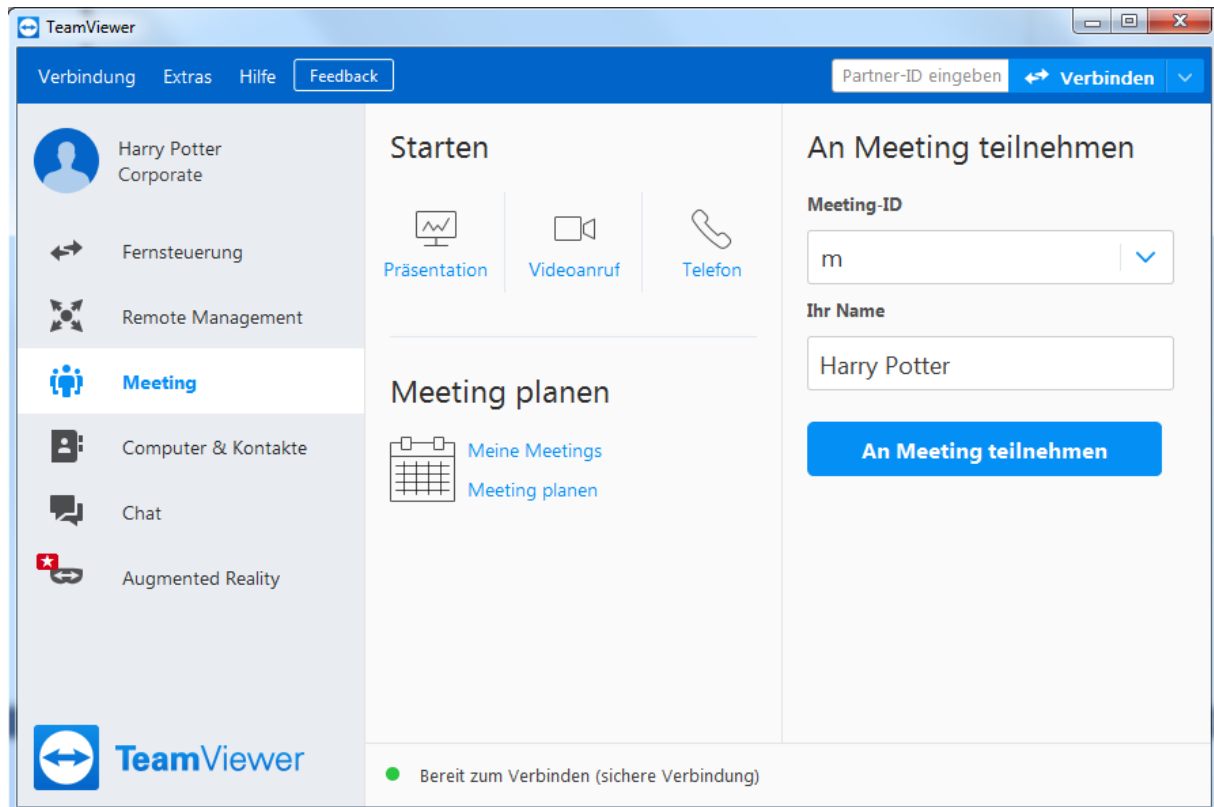 TeamViewer
Verbindung Extras Hilfe Feedback
Partner-ID eingeben Verbinden
Harry Potter
Corporate
Fernsteuerung
Remote Management
Meeting
Computer & Kontakte
Chat
Augmented Reality
TeamViewer
Starten
Präsentation Videoanruf Telefon
Meeting planen
Meine Meetings
Meeting planen
An Meeting teilnehmen
Meeting-ID
m
Ihr Name
Harry Potter
An Meeting teilnehmen
Bereit zum Verbinden (sichere Verbindung)